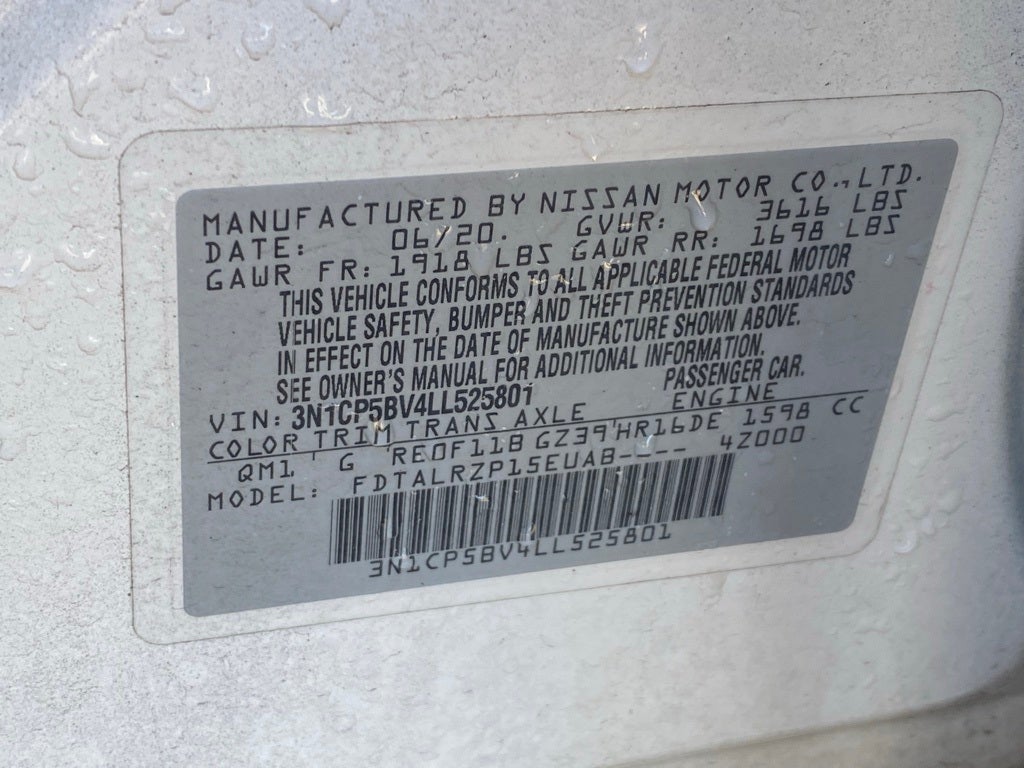 MANUFACTURED BY NISSAN MOTOR CO.,LTD.
DATE: 06/20. GVWR: 3616 LBS
GAWR FR: 1918 LBS GAWR RR: 1698 LBS
THIS VEHICLE CONFORMS TO ALL APPLICABLE FEDERAL MOTOR
VEHICLE SAFETY, BUMPER AND THEFT PREVENTION STANDARDS
IN EFFECT ON THE DATE OF MANUFACTURE SHOWN ABOVE.
SEE OWNER'S MANUAL FOR ADDITIONAL INFORMATION.
VIN: 3N1CP5BV4LL525801 PASSENGER CAR.
COLOR TRIM TRANS AXLE ENGINE
QM1 ' G 'RE0F11B GZ39'HR16DE 1598 CC
MODEL: FDTALRZP15EUAB---- 4Z000
3N1CP5BV4LL525801